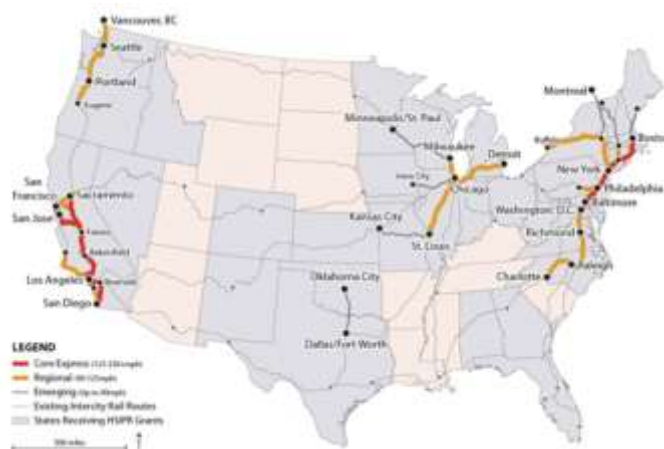 Vancouver, BC
Seattle
Portland
Eugene
San
Francisco
San Jose
Sacramento
Fresno
Bakersfield
Los Angeles
San Diego
Minneapolis/St. Paul
Milwaukee
Detroit
Iowa City
Chicago
Kansas City
St. Louis
Oklahoma City
Dallas/Fort Worth
Montreal
Boston
New York
Philadelphia
Baltimore
Washington, D.C.
Richmond
Raleigh
Charlotte
LEGEND
Core Express
Regional
Emerging
Existing Intercity Rail Routes
States Receiving HSIPR Grants